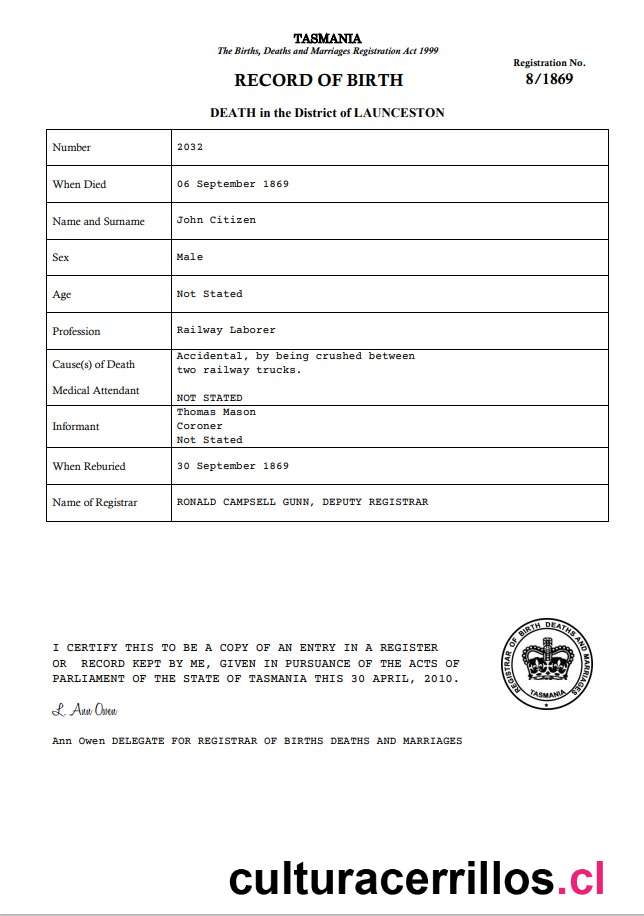 TASMANIA
The Births, Deaths and Marriages Registration Act 1999
Registration No.
RECORD OF BIRTH
8/1869
DEATH in the District of LAUNCESTON
Number 2032
When Died 06 September 1869
Name and Surname John Citizen
Sex Male
Age Not Stated
Profession Railway Laborer
Cause(s) of Death Accidental, by being crushed between
two railway trucks.
Medical Attendant NOT STATED
Informant Thomas Mason
Coroner
Not Stated
When Reburied 30 September 1869
Name of Registrar RONALD CAMPSELL GUNN, DEPUTY REGISTRAR
I CERTIFY THIS TO BE A COPY OF AN ENTRY IN A REGISTER
OR RECORD KEPT BY ME, GIVEN IN PURSUANCE OF THE ACTS OF
PARLIAMENT OF THE STATE OF TASMANIA THIS 30 APRIL, 2010.
L. Ann Owen
Ann Owen DELEGATE FOR REGISTRAR OF BIRTHS DEATHS AND MARRIAGES
REGISTRAR OF BIRTH DEATHS AND MARRIAGES
TASMANIA
culturacerrillos.cl